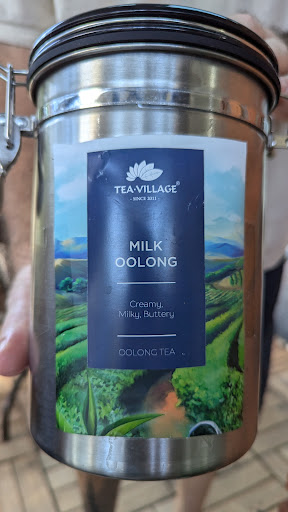 TEA·VILLAGE®
- SINCE 2011 -
MILK
OOLONG
Creamy,
Milky, Buttery
OOLONG TEA